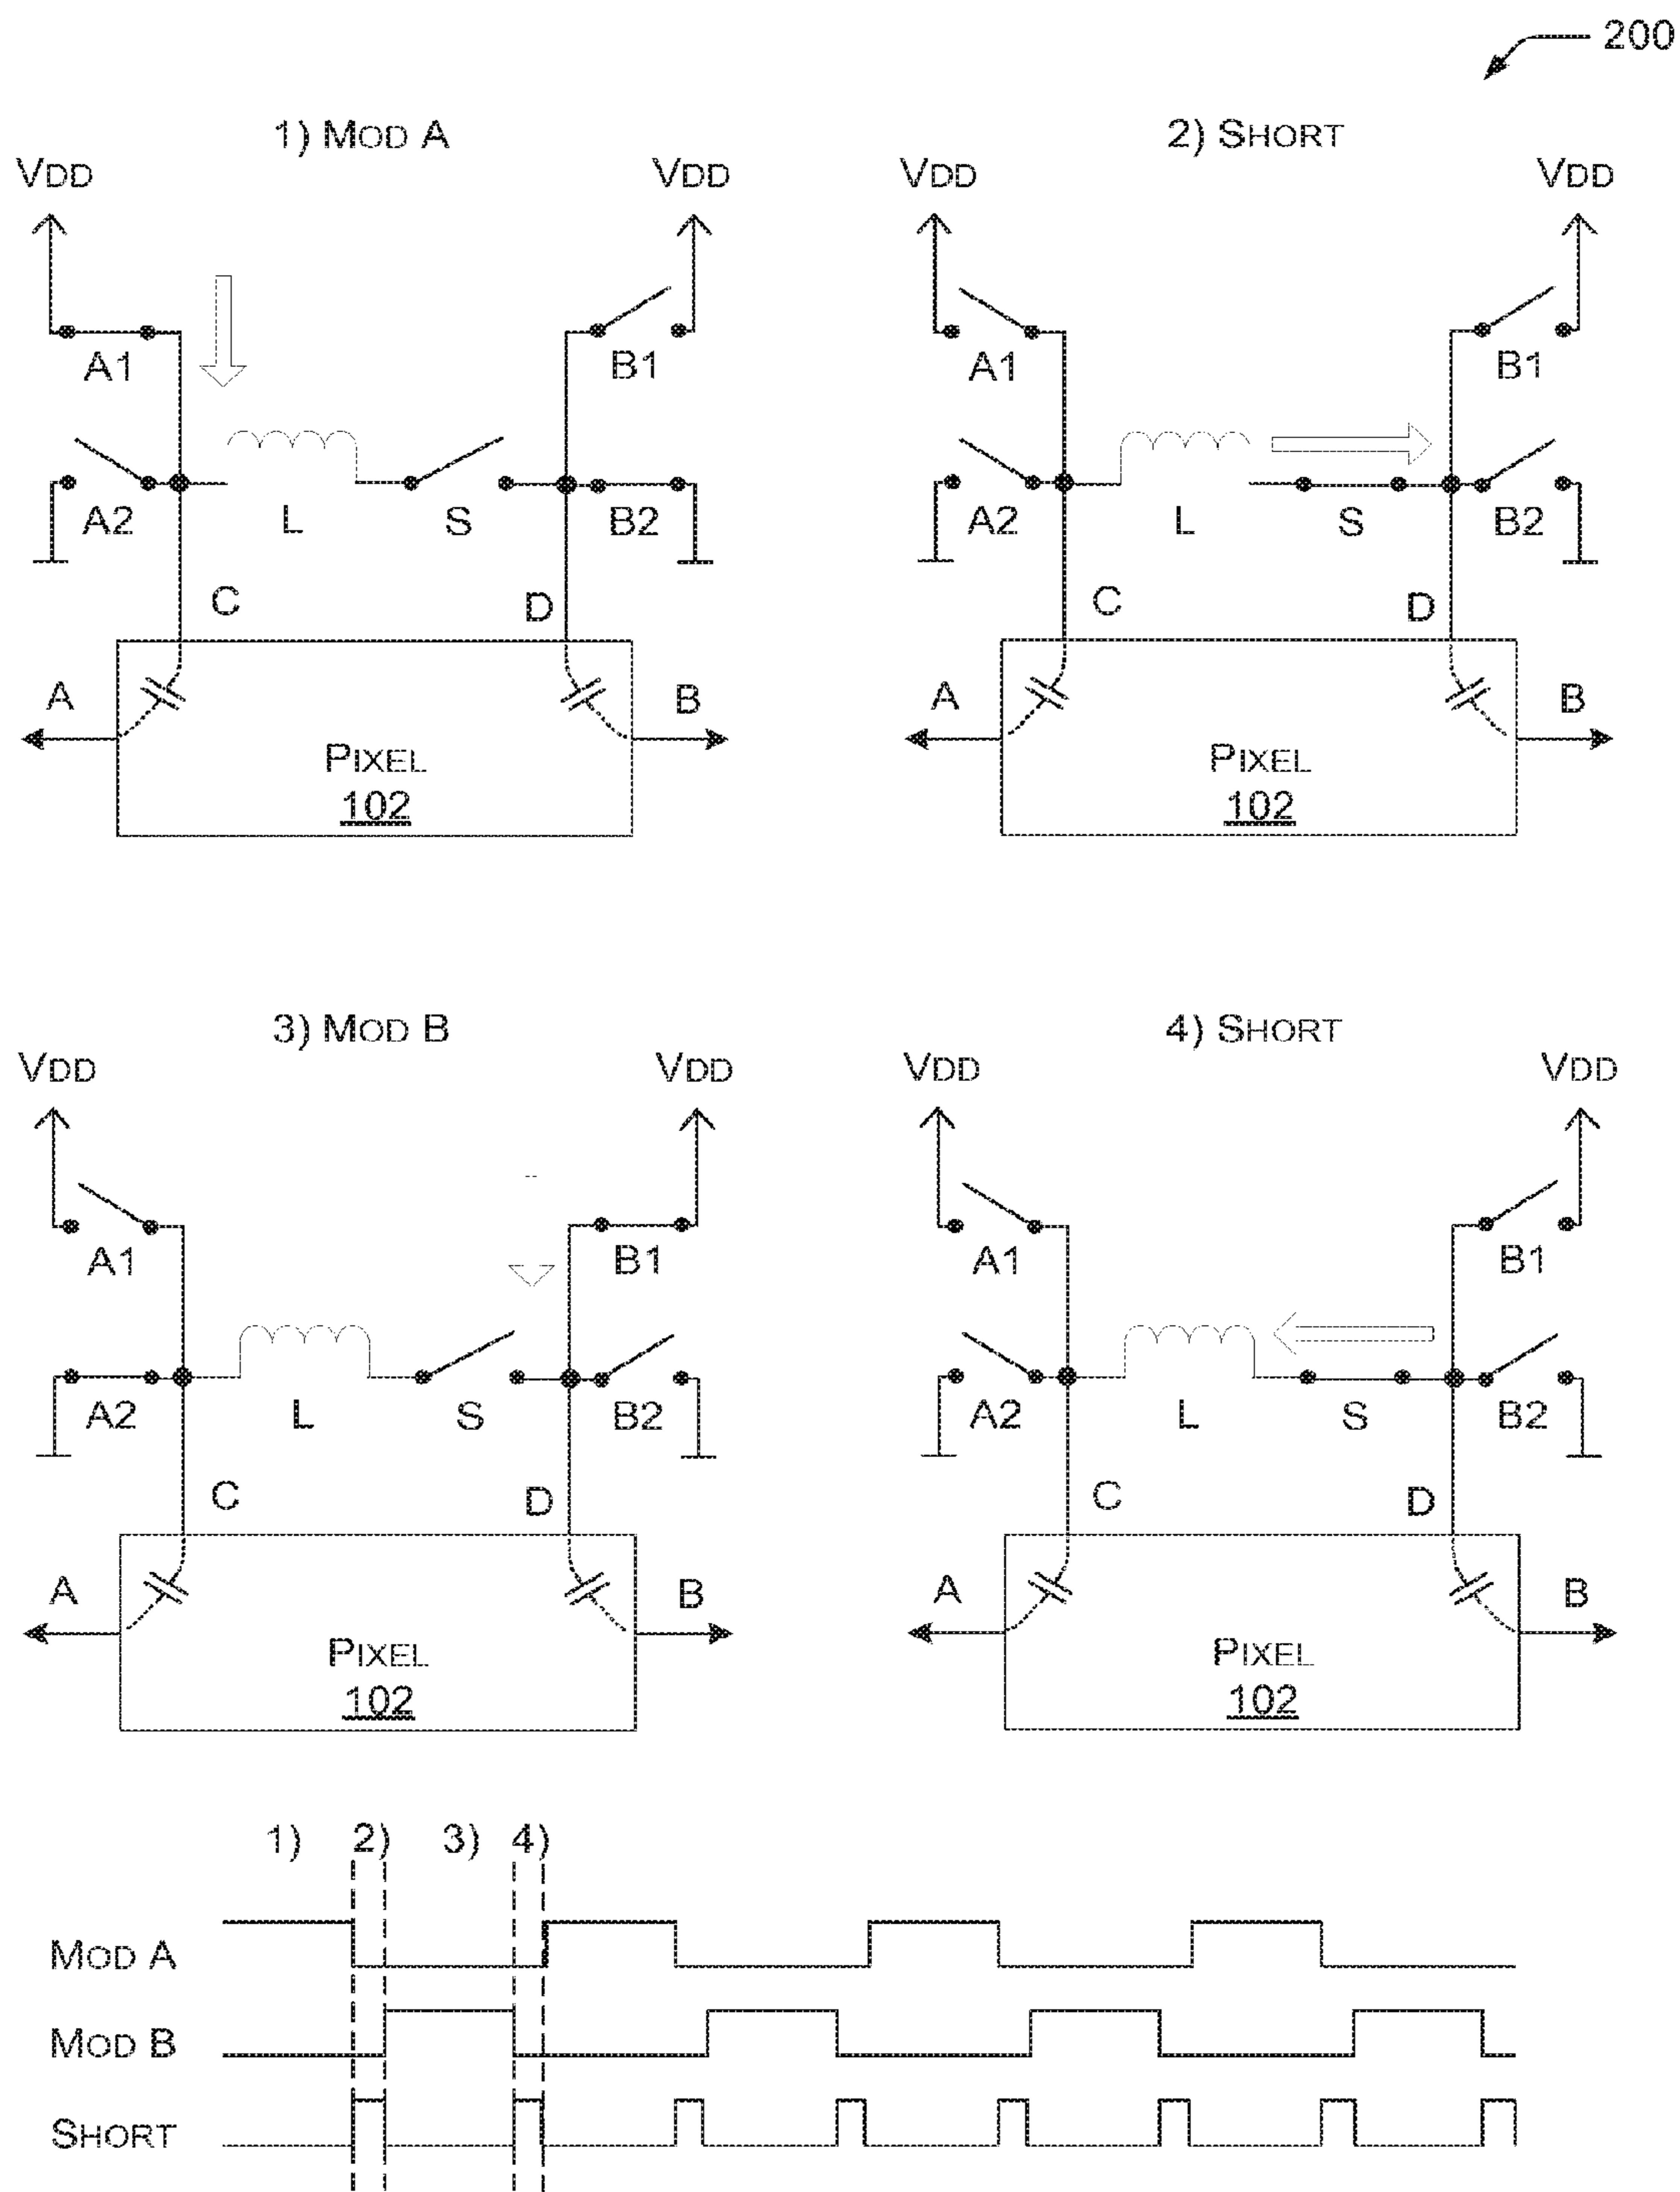 200
1) MOD A
VDD
VDD
A1
B1
A2
L
S
B2
C
D
A
B
PIXEL
102
2) SHORT
VDD
VDD
A1
B1
A2
L
S
B2
C
D
A
B
PIXEL
102
3) MOD B
VDD
VDD
A1
B1
A2
L
S
B2
C
D
A
B
PIXEL
102
4) SHORT
VDD
VDD
A1
B1
A2
L
S
B2
C
D
A
B
PIXEL
102
1) 2) 3) 4)
MOD A
MOD B
SHORT